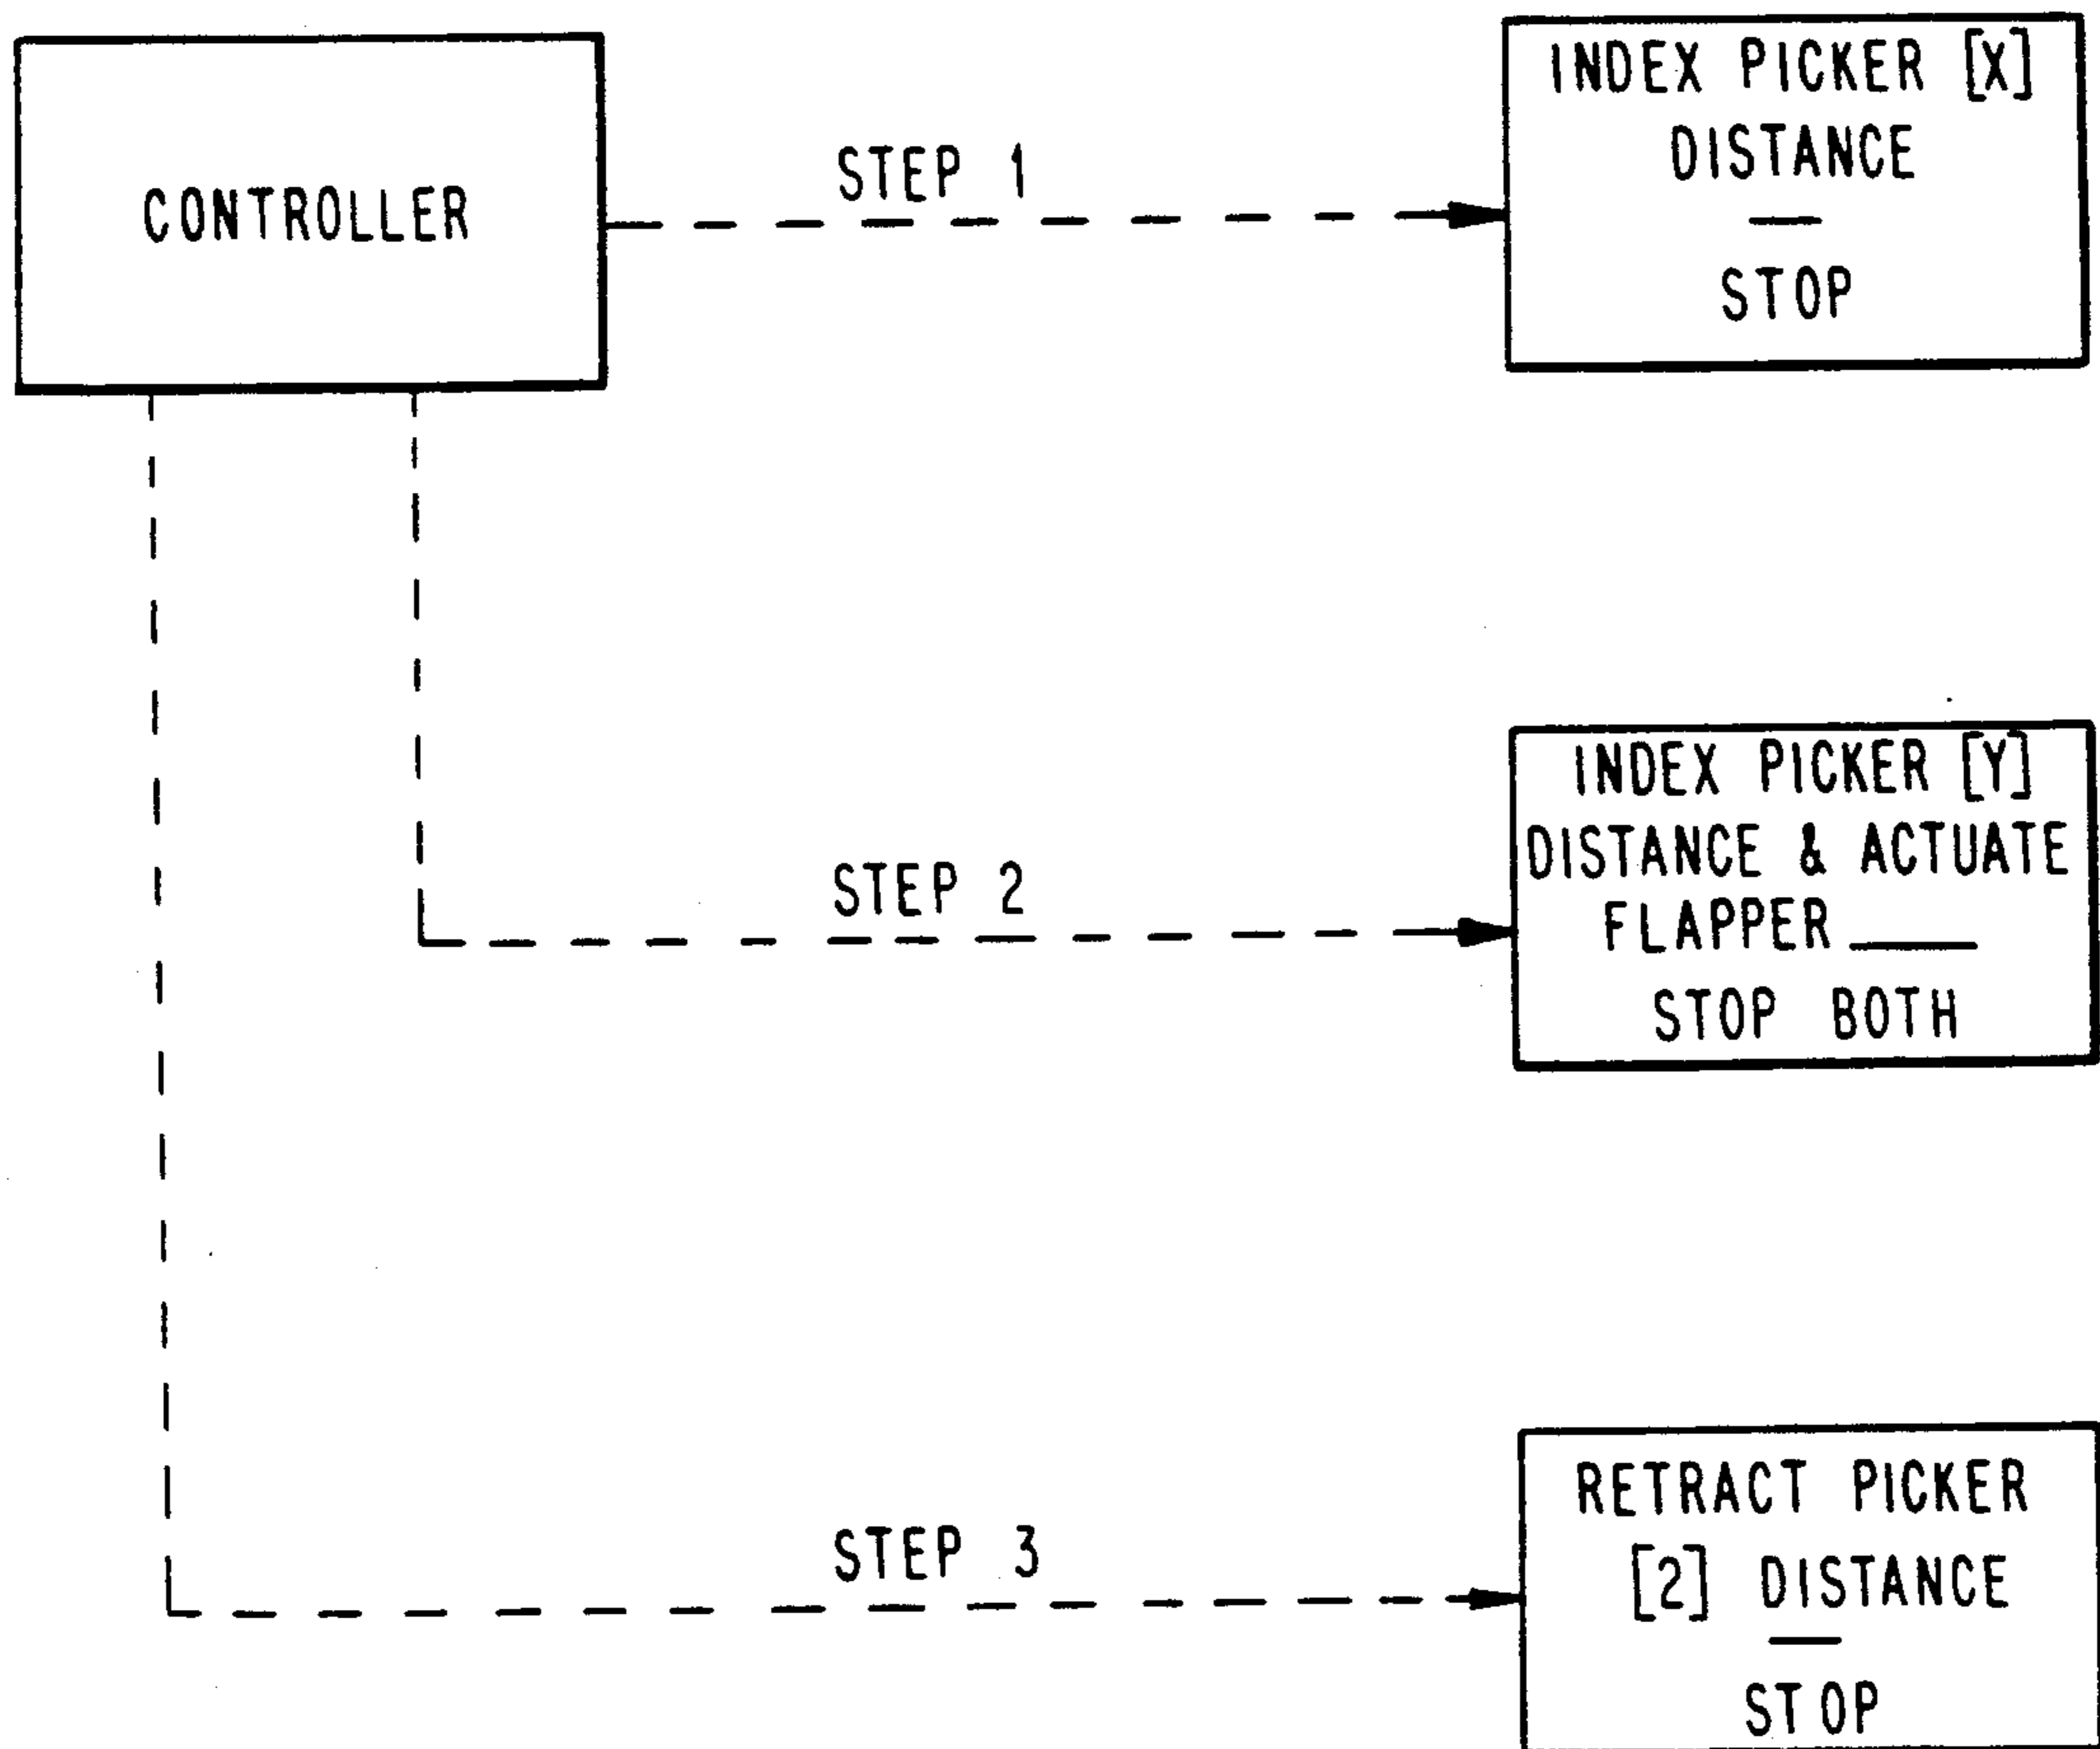 CONTROLLER
STEP 1
INDEX PICKER [X]
DISTANCE
—
STOP
STEP 2
INDEX PICKER [Y]
DISTANCE & ACTUATE
FLAPPER ____
STOP BOTH
STEP 3
RETRACT PICKER
[2] DISTANCE
—
STOP